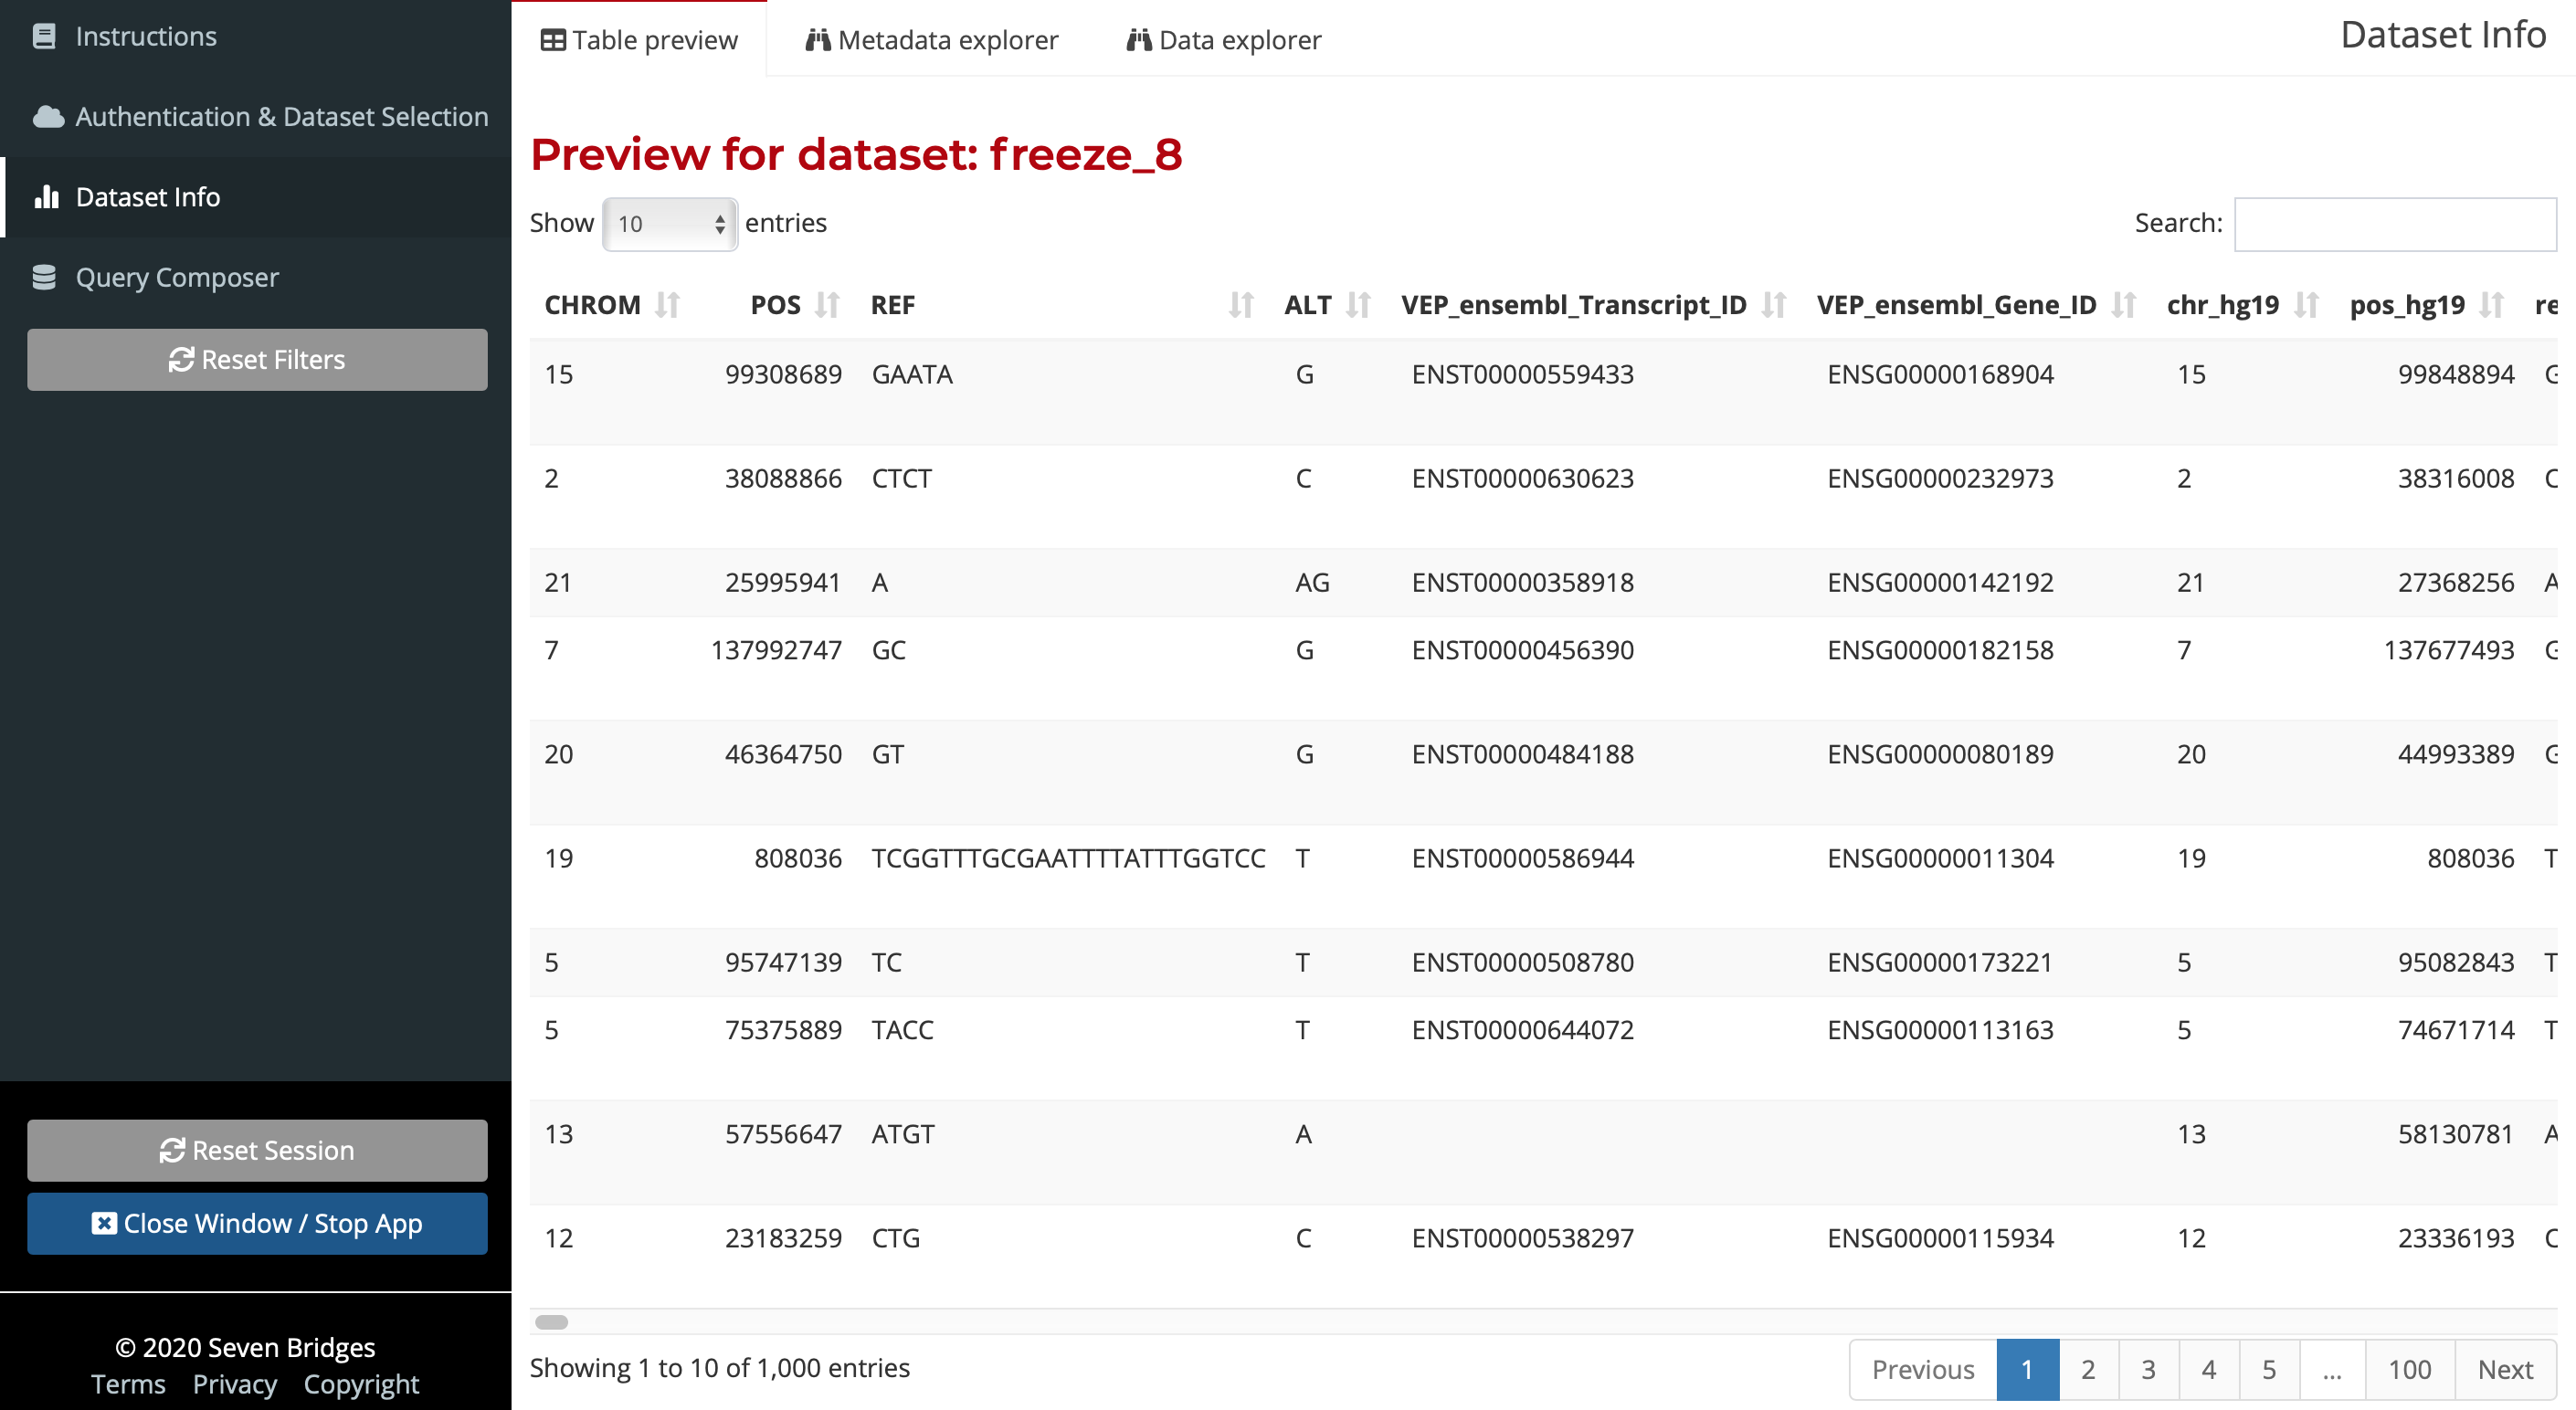 Instructions
Authentication & Dataset Selection
Dataset Info
Query Composer
Reset Filters
Reset Session
Close Window / Stop App
© 2020 Seven Bridges
Terms Privacy Copyright
Table preview Metadata explorer Data explorer Dataset Info
Preview for dataset: freeze_8
Show 10 entries Search:
CHROM POS REF ALT VEP_ensembl_Transcript_ID VEP_ensembl_Gene_ID chr_hg19 pos_hg19 re
15 99308689 GAATA G ENST00000559433 ENSG00000168904 15 99848894 G
2 38088866 CTCT C ENST00000630623 ENSG00000232973 2 38316008 C
21 25995941 A AG ENST00000358918 ENSG00000142192 21 27368256 A
7 137992747 GC G ENST00000456390 ENSG00000182158 7 137677493 G
20 46364750 GT G ENST00000484188 ENSG00000080189 20 44993389 G
19 808036 TCGGTTTGCGAATTTTATTTGGTCC T ENST00000586944 ENSG00000011304 19 808036 T
5 95747139 TC T ENST00000508780 ENSG00000173221 5 95082843 T
5 75375889 TACC T ENST00000644072 ENSG00000113163 5 74671714 T
13 57556647 ATGT A 13 58130781 A
12 23183259 CTG C ENST00000538297 ENSG00000115934 12 23336193 C
Showing 1 to 10 of 1,000 entries Previous 1 2 3 4 5 ... 100 Next